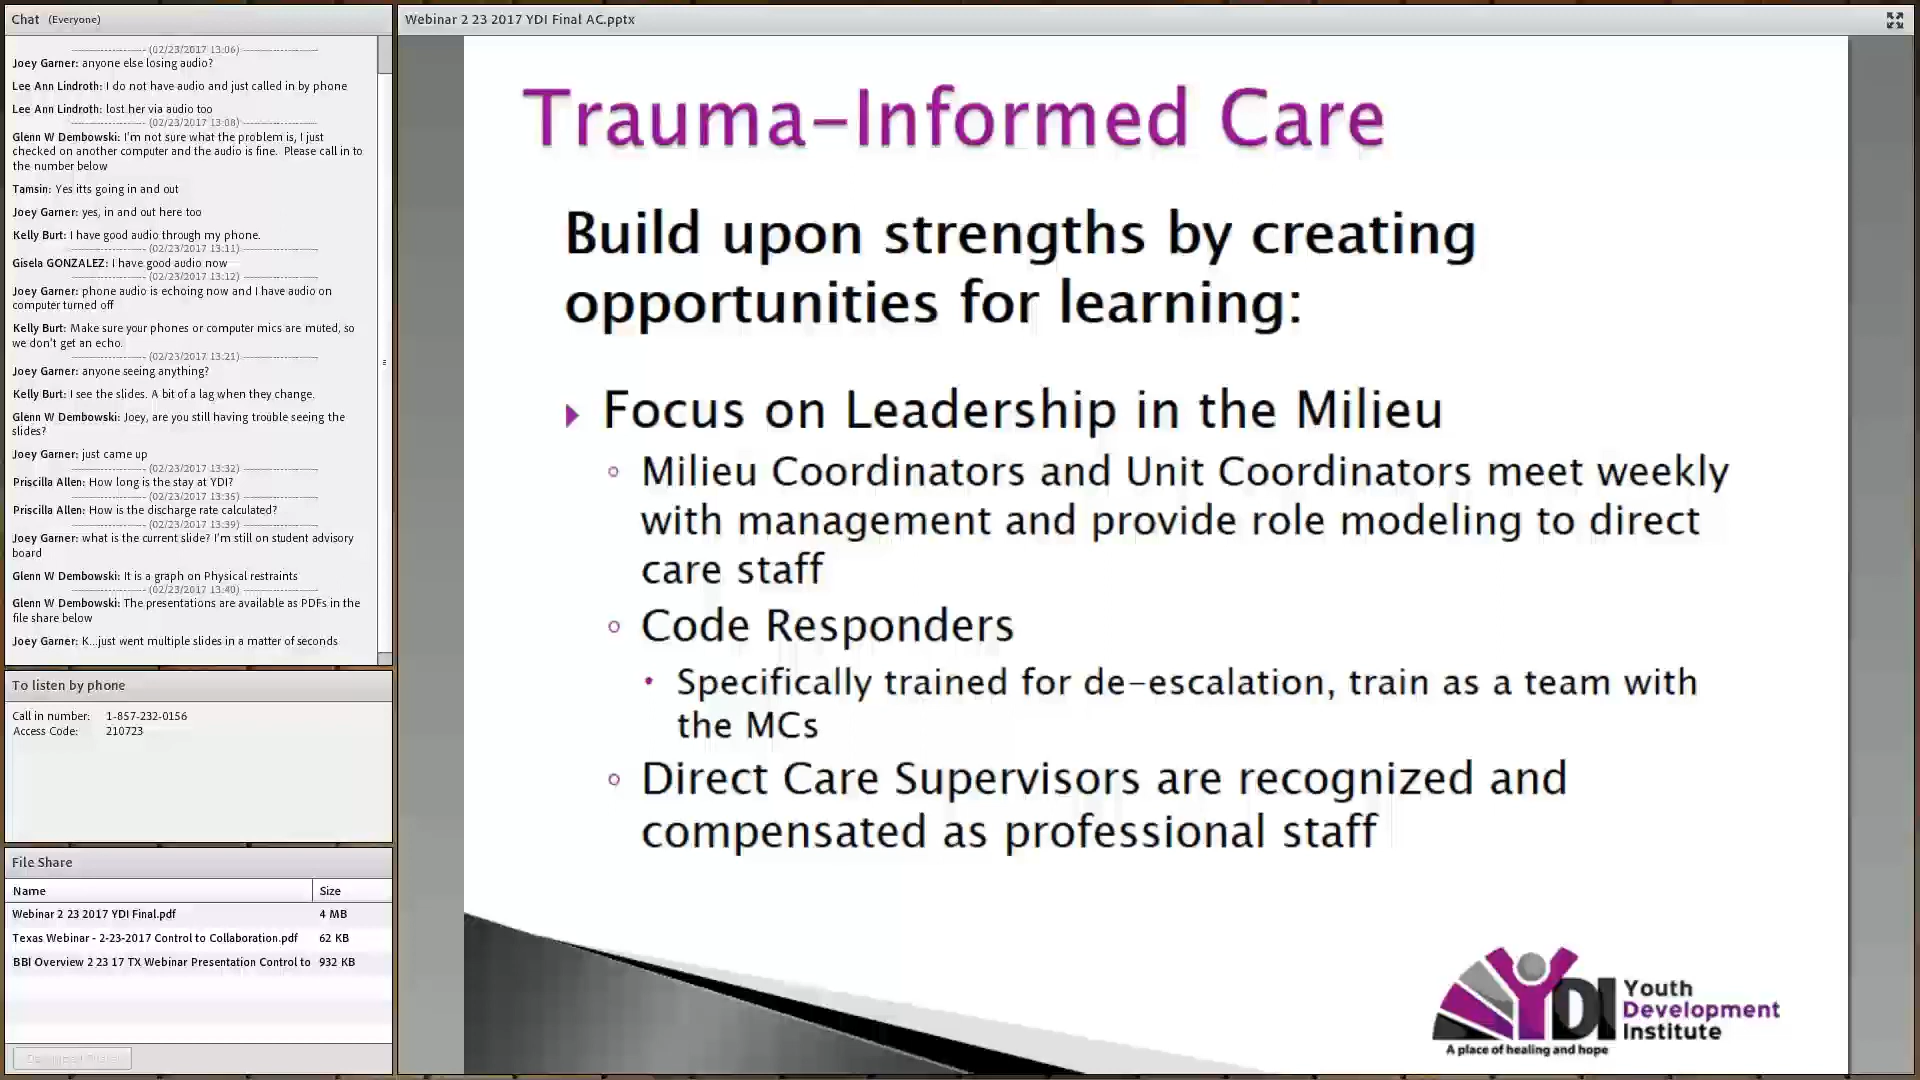 Chat (Everyone)
(02/23/2017 13:06)
Joey Garner: anyone else losing audio?
Lee Ann Lindroth: I do not have audio and just called in by phone
Lee Ann Lindroth: lost her via audio too
(02/23/2017 13:08)
Glenn W Dembowski: I'm not sure what the problem is, I just
checked on another computer and the audio is fine. Please call in to
the number below
Tamsin: Yes itts going in and out
Joey Garner: yes, in and out here too
Kelly Burt: I have good audio through my phone.
(02/23/2017 13:11)
Gisela GONZALEZ: I have good audio now
(02/23/2017 13:12)
Joey Garner: phone audio is echoing now and I have audio on
computer turned off
Kelly Burt: Make sure your phones or computer mics are muted, so
we don't get an echo.
(02/23/2017 13:21)
Joey Garner: anyone seeing anything?
Kelly Burt: I see the slides. A bit of a lag when they change.
Glenn W Dembowski: Joey, are you still having trouble seeing the
slides?
Joey Garner: just came up
(02/23/2017 13:32)
Priscilla Allen: How long is the stay at YDI?
(02/23/2017 13:35)
Priscilla Allen: How is the discharge rate calculated?
(02/23/2017 13:39)
Joey Garner: what is the current slide? I'm still on student advisory
board
Glenn W Dembowski: It is a graph on Physical restraints
(02/23/2017 13:40)
Glenn W Dembowski: The presentations are available as PDFs in the
file share below
Joey Garner: K...just went multiple slides in a matter of seconds
To listen by phone
Call in number: 1-857-232-0156
Access Code: 210723
File Share
Name Size
Webinar 2 23 2017 YDI Final.pdf 4 MB
Texas Webinar - 2-23-2017 Control to Collaboration.pdf 62 KB
BBI Overview 2 23 17 TX Webinar Presentation Control to 932 KB
Webinar 2 23 2017 YDI Final AC.pptx
Trauma-Informed Care
Build upon strengths by creating
opportunities for learning:
Focus on Leadership in the Milieu
Milieu Coordinators and Unit Coordinators meet weekly
with management and provide role modeling to direct
care staff
Code Responders
Specifically trained for de-escalation, train as a team with
the MCs
Direct Care Supervisors are recognized and
compensated as professional staff
YDI
Youth
Development
Institute
A place of healing and hope